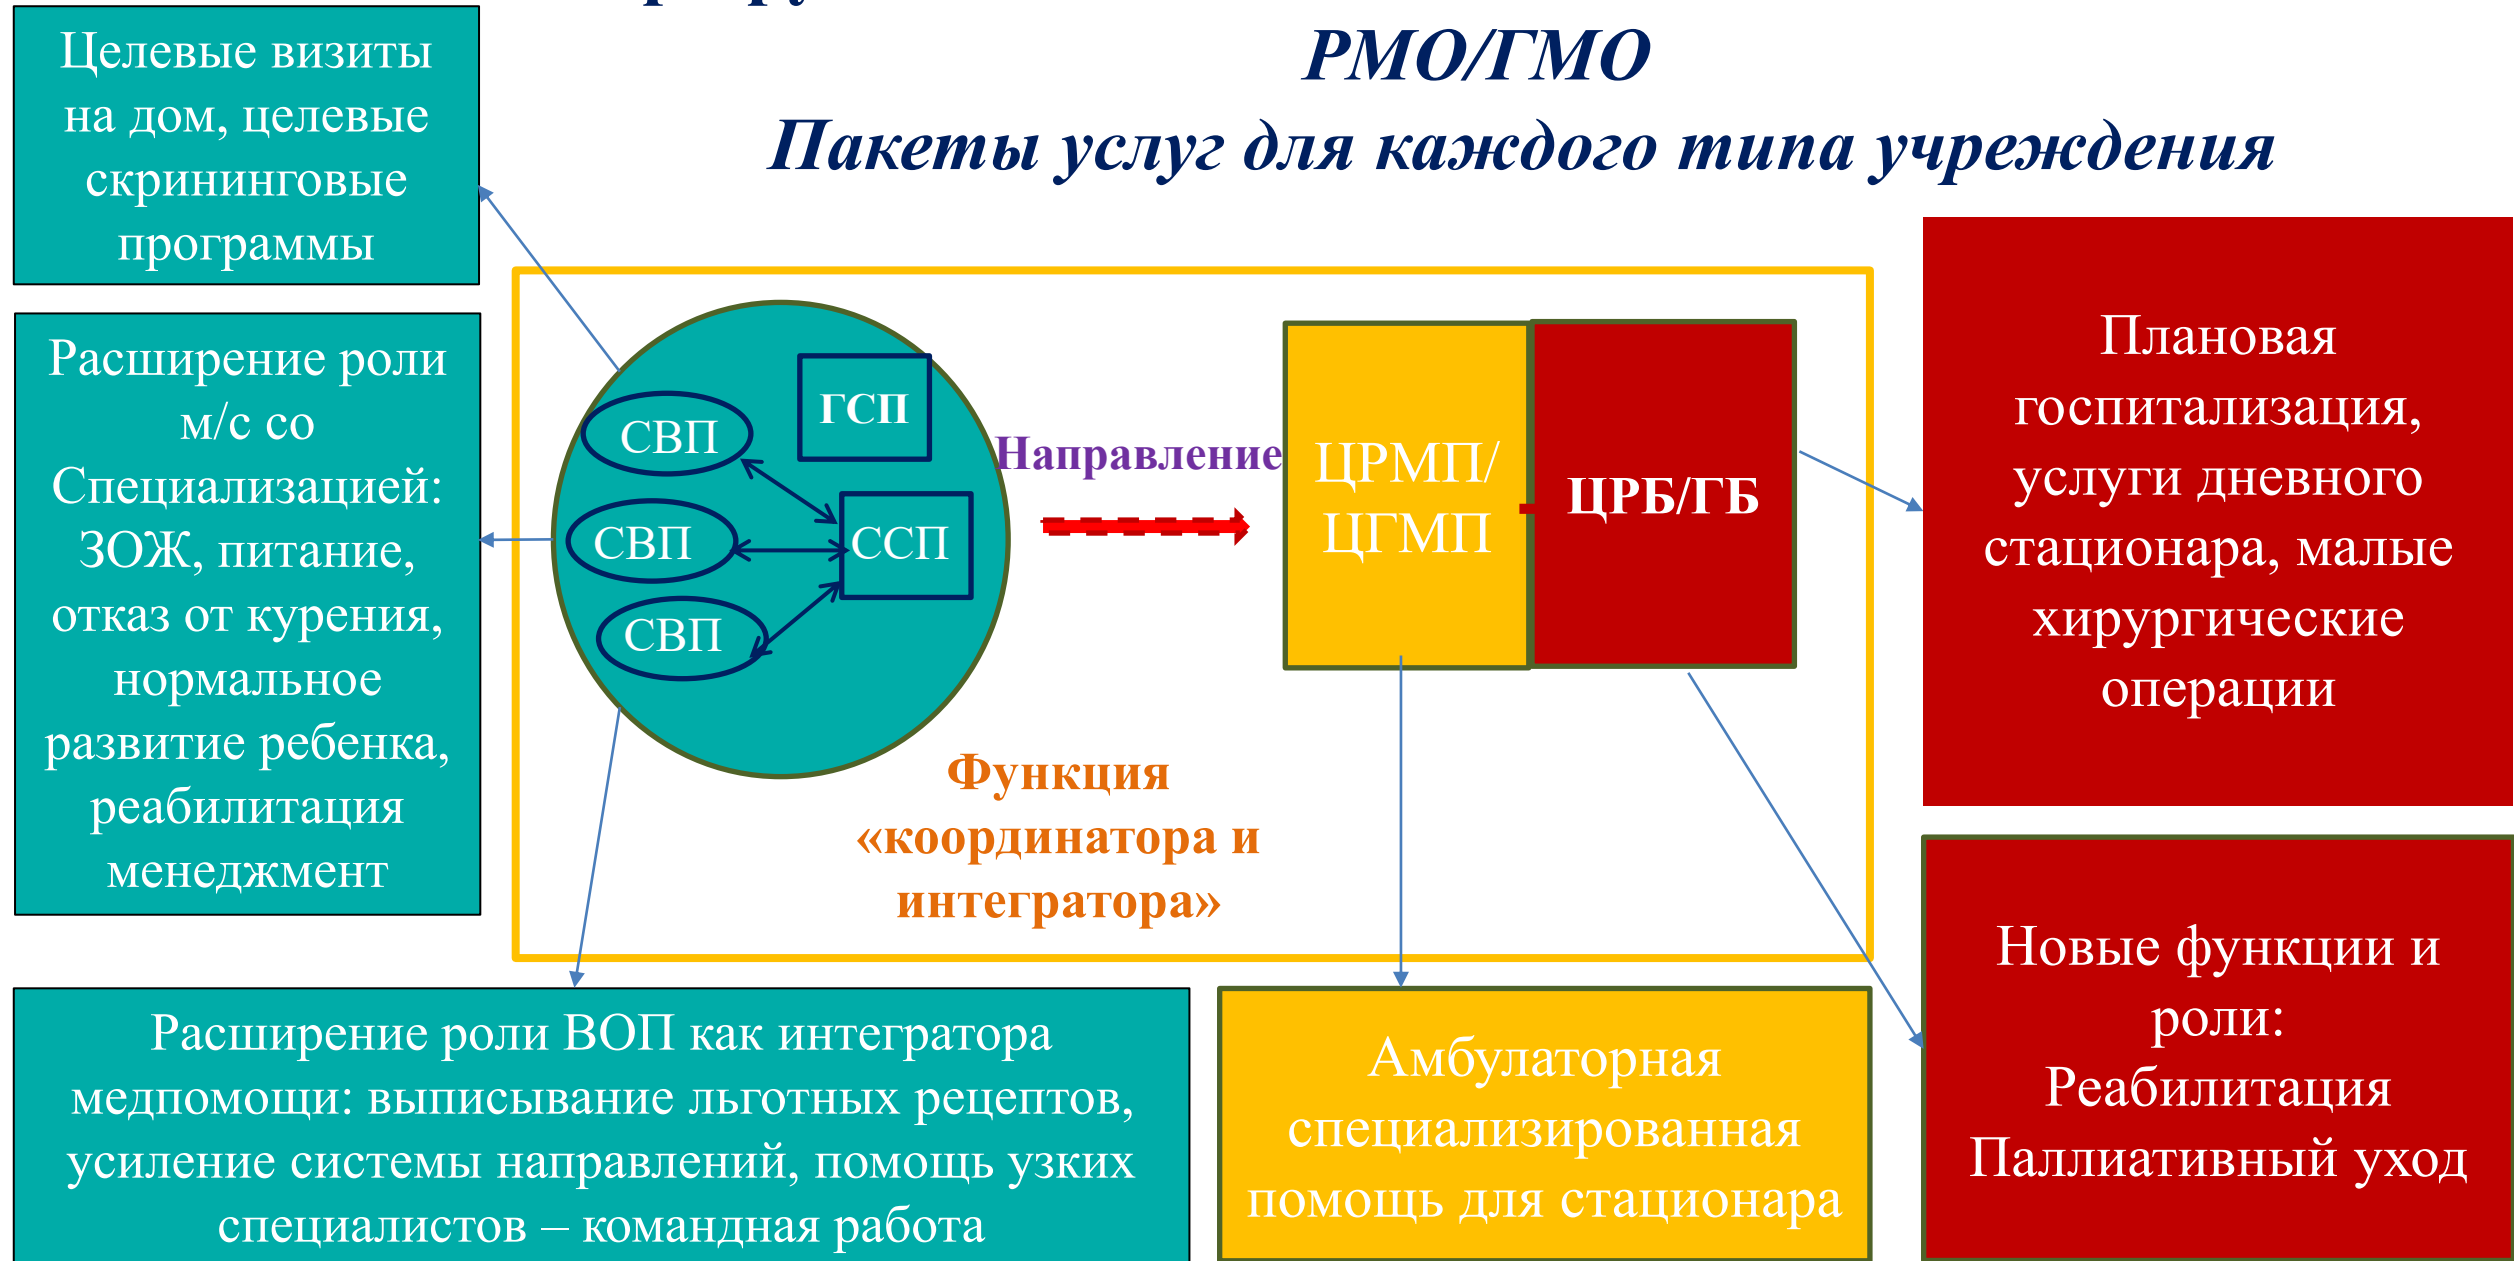 РМО/ГМО
Пакеты услуг для каждого типа учреждения
Целевые визиты
на дом, целевые
скрининговые
программы
Расширение роли
м/с со
Специализацией:
ЗОЖ, питание,
отказ от курения,
нормальное
развитие ребенка,
реабилитация
менеджмент
ГСП
СВП
СВП
ССП
СВП
Направление
ЦРМП/
ЦГМП
ЦРБ/ГБ
Функция
«координатора и
интегратора»
Плановая
госпитализация,
услуги дневного
стационара, малые
хирургические
операции
Новые функции и
роли:
Реабилитация
Паллиативный уход
Расширение роли ВОП как интегратора
медпомощи: выписывание льготных рецептов,
усиление системы направлений, помощь узких
специалистов – командная работа
Амбулаторная
специализированная
помощь для стационара